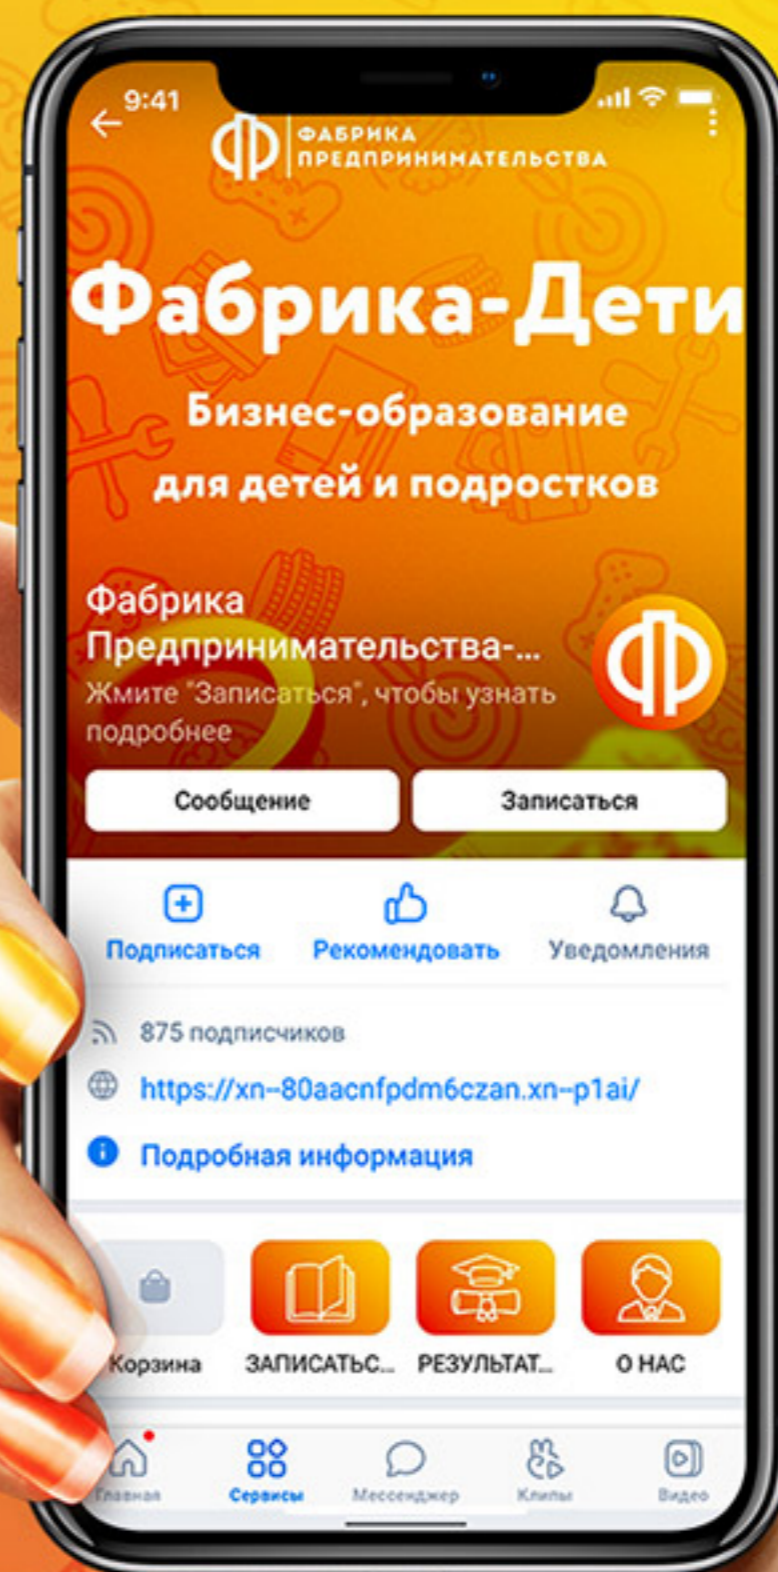 9:41
ФАБРИКА
ПРЕДПРИНИМАТЕЛЬСТВА
Фабрика-Дети
Бизнес-образование
для детей и подростков
Фабрика
Предпринимательства-...
Жмите "Записаться", чтобы узнать
подробнее
Сообщение
Записаться
Подписаться
Рекомендовать
Уведомления
875 подписчиков
https://xn--80aacnfpdm6czan.xn--p1ai/
Подробная информация
Корзина
ЗАПИСАТЬС...
РЕЗУЛЬТАТ...
О НАС
Главная
Сервисы
Мессенджер
Клипы
Видео